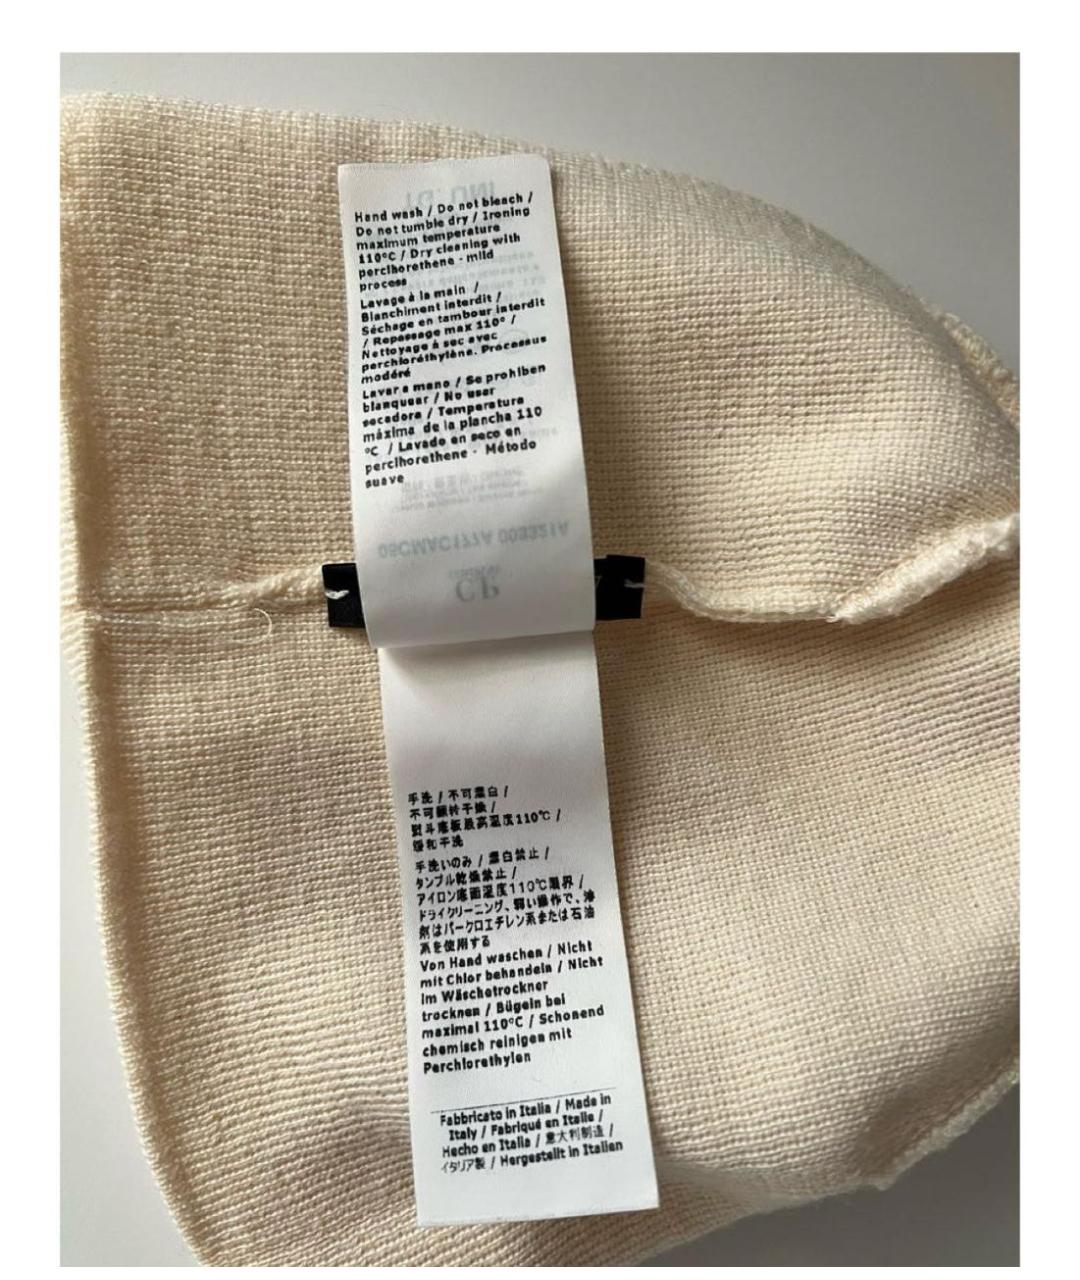 Hand wash / Do not bleach /
Do not tumble dry / Ironing
maximum temperature
110°C / Dry cleaning with
perclhorethene - mild
process
Lavage à la main /
Blanchiment interdit /
Séchage en tambour interdit
/ Repassage max 110° /
Nettoyage à sec avec
perchloréthylène. Processus
modéré
Lavar a mano / Se prohiben
blanquear / No usar
secadora / Temperatura
máxima de la plancha 110
°C / Lavado en seco en
perclhorethene - Método
suave
手洗 / 不可漂白 /
不可翻转干燥 /
熨斗底板最高温度110℃ /
缓和干洗
手洗いのみ / 漂白禁止 /
タンブル乾燥禁止 /
アイロン底面温度110℃限界 /
ドライクリーニング、弱い操作で、溶
剤はパークロエチレン系または石油
系を使用する
Von Hand waschen / Nicht
mit Chlor behandeln / Nicht
im Wäschetrockner
trocknen / Bügeln bei
maximal 110°C / Schonend
chemisch reinigen mit
Perchlorethylen
Fabbricato in Italia / Made in
Italy / Fabriqué en Italie /
Hecho en Italia / 意大利制造 /
イタリア製 / Hergestellt in Italien